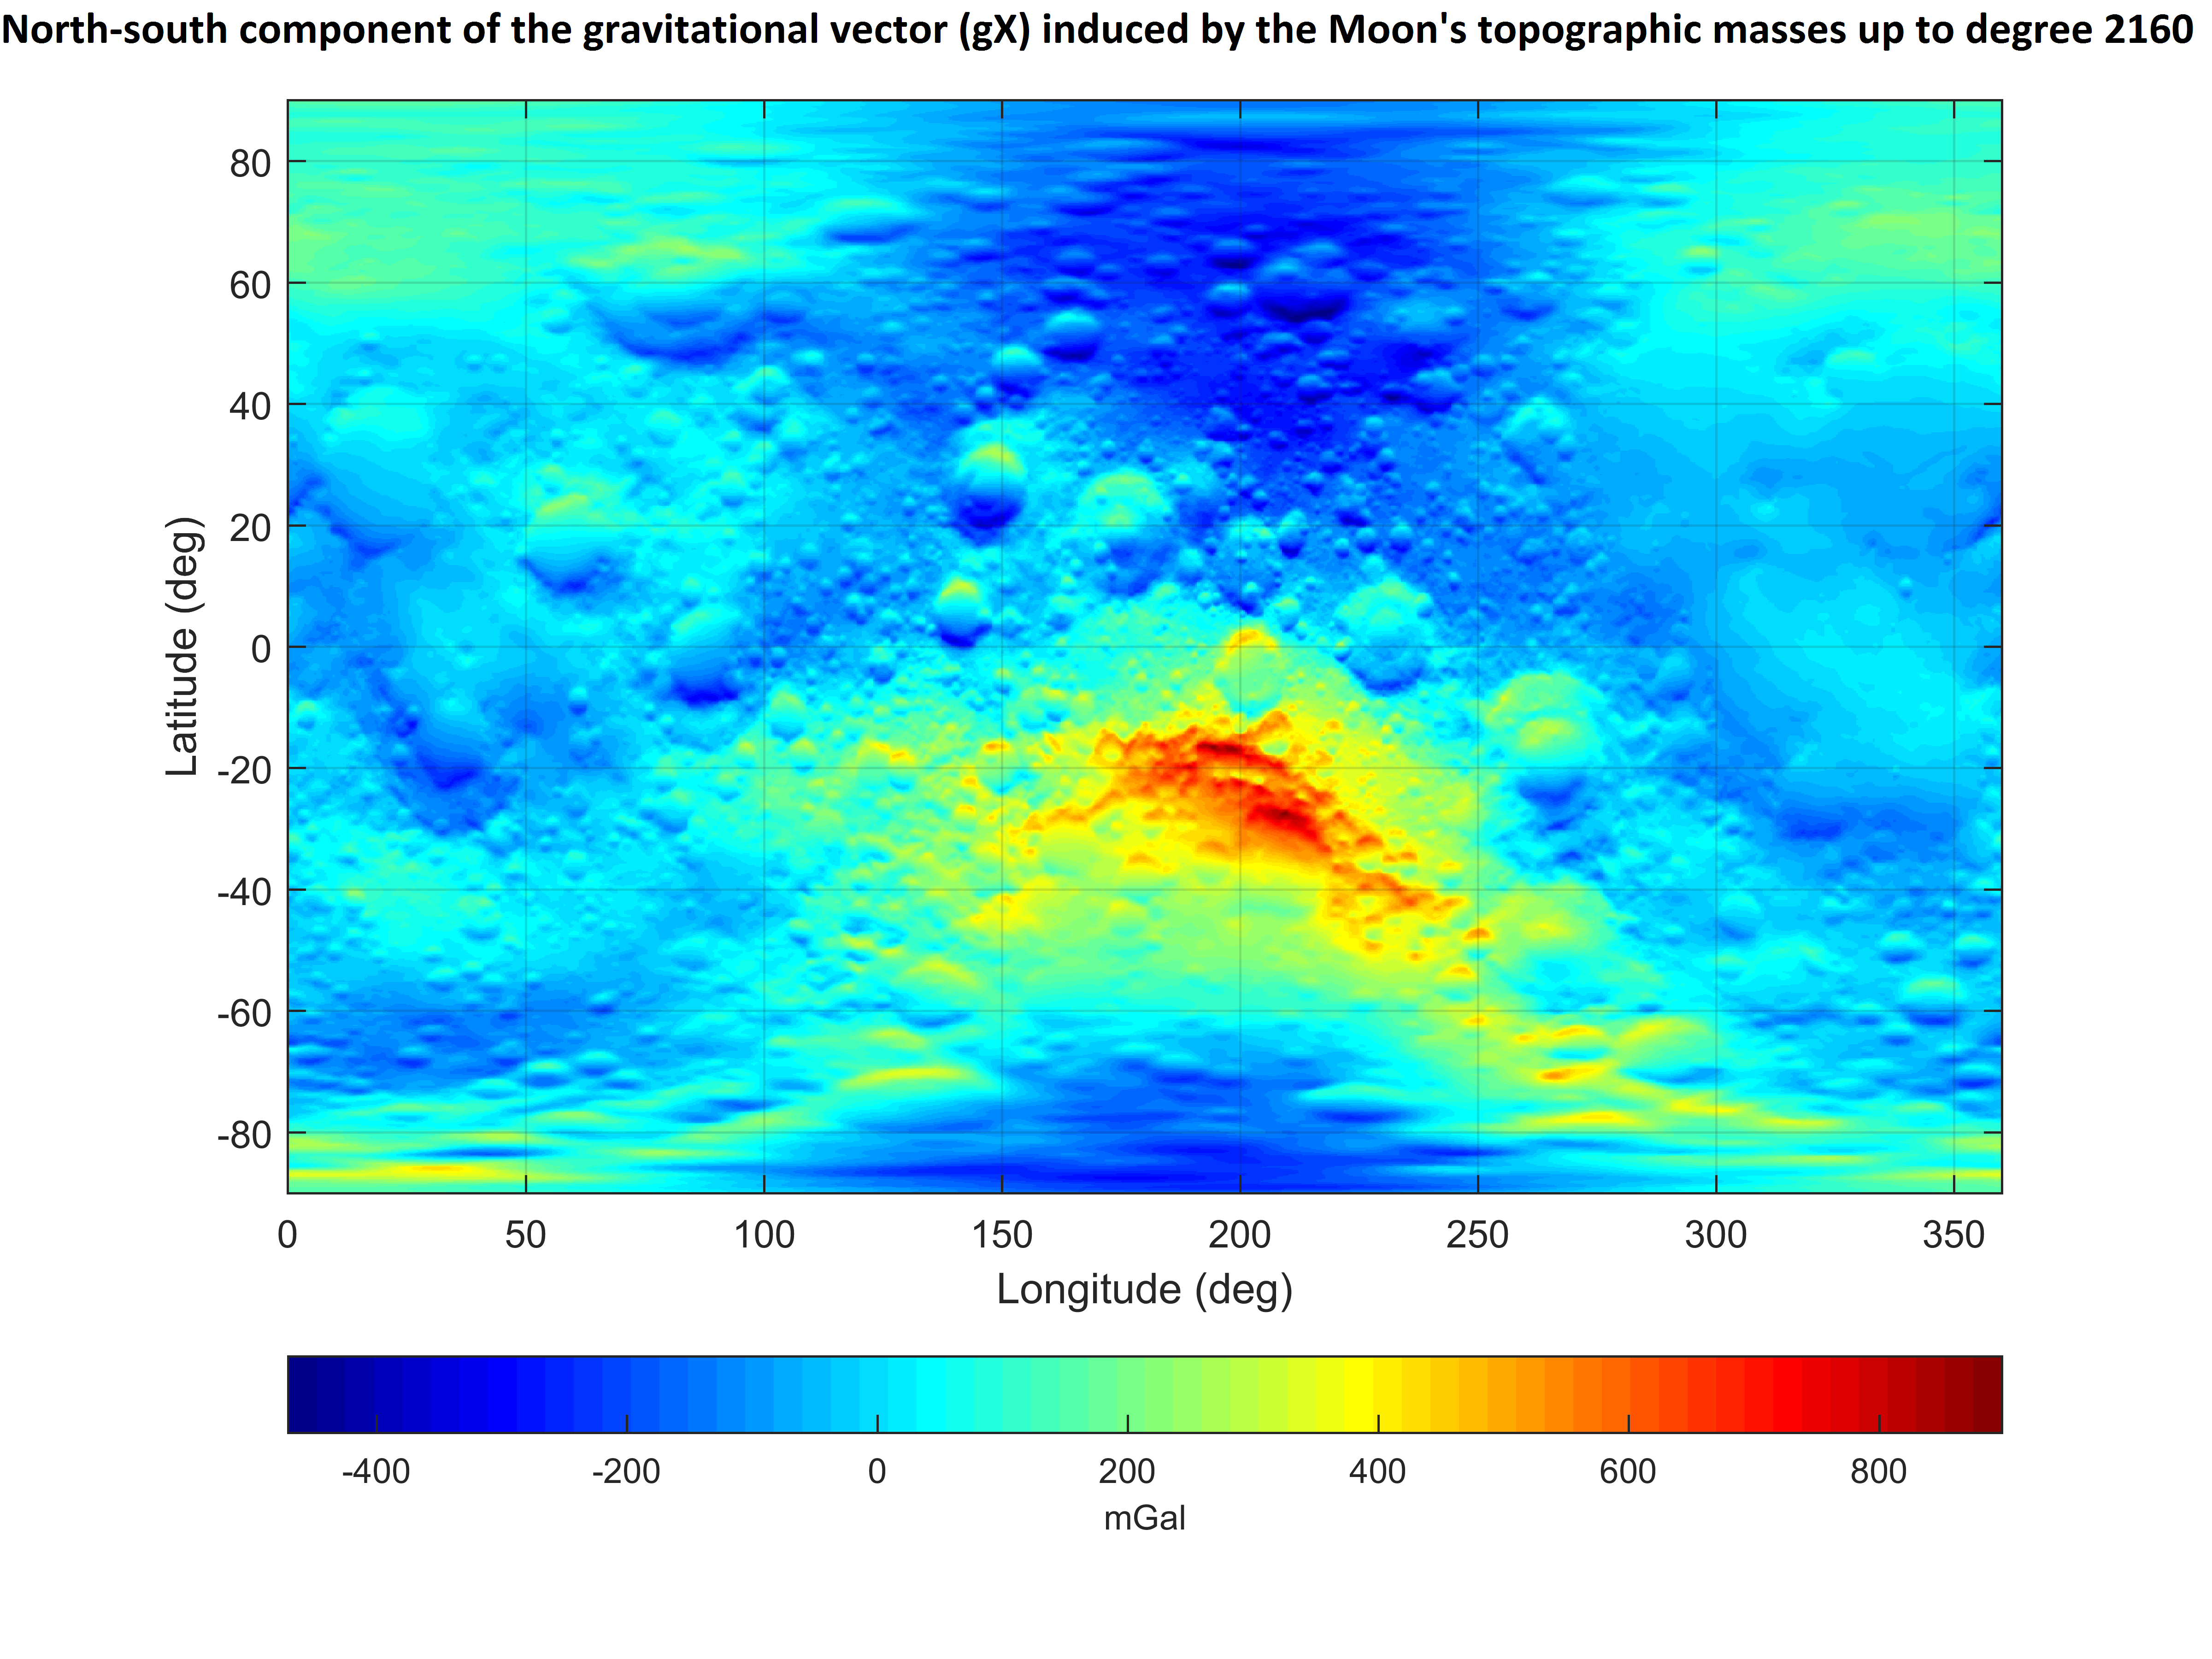 North-south component of the gravitational vector (gX) induced by the Moon's topographic masses up to degree 2160
80
60
40
20
0
-20
-40
-60
-80
Latitude (deg)
0 50 100 150 200 250 300 350
Longitude (deg)
-400 -200 0 200 400 600 800
mGal